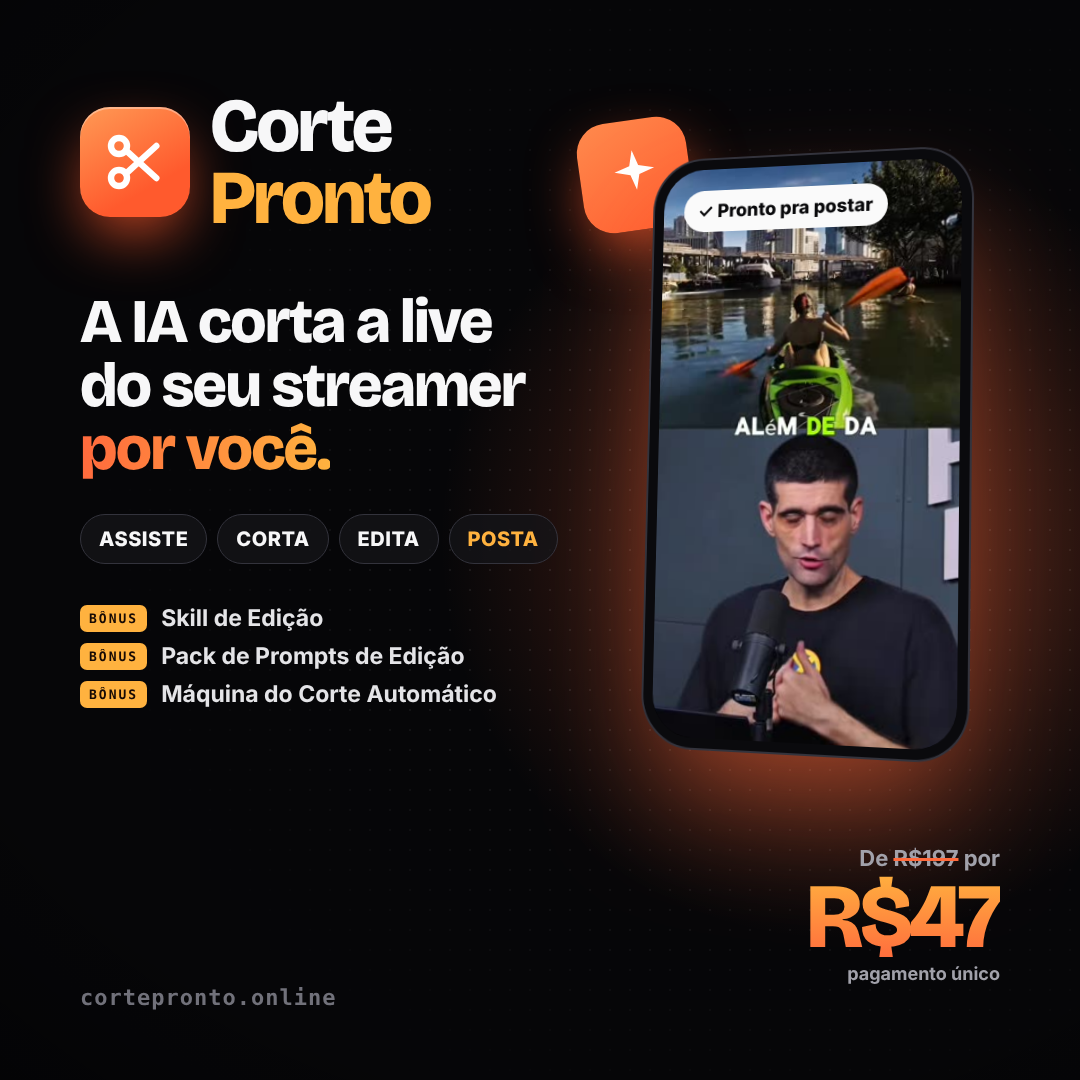 Corte
Pronto
A IA corta a live
do seu streamer
por você.
ASSISTE CORTA EDITA POSTA
BÔNUS Skill de Edição
BÔNUS Pack de Prompts de Edição
BÔNUS Máquina do Corte Automático
✓ Pronto pra postar
ALéM DE DA
De R$197 por
R$47
pagamento único
cortepronto.online